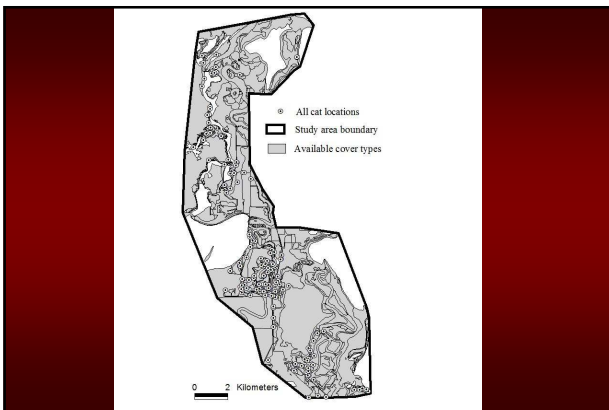 All cat locations
Study area boundary
Available cover types
0 2 Kilometers